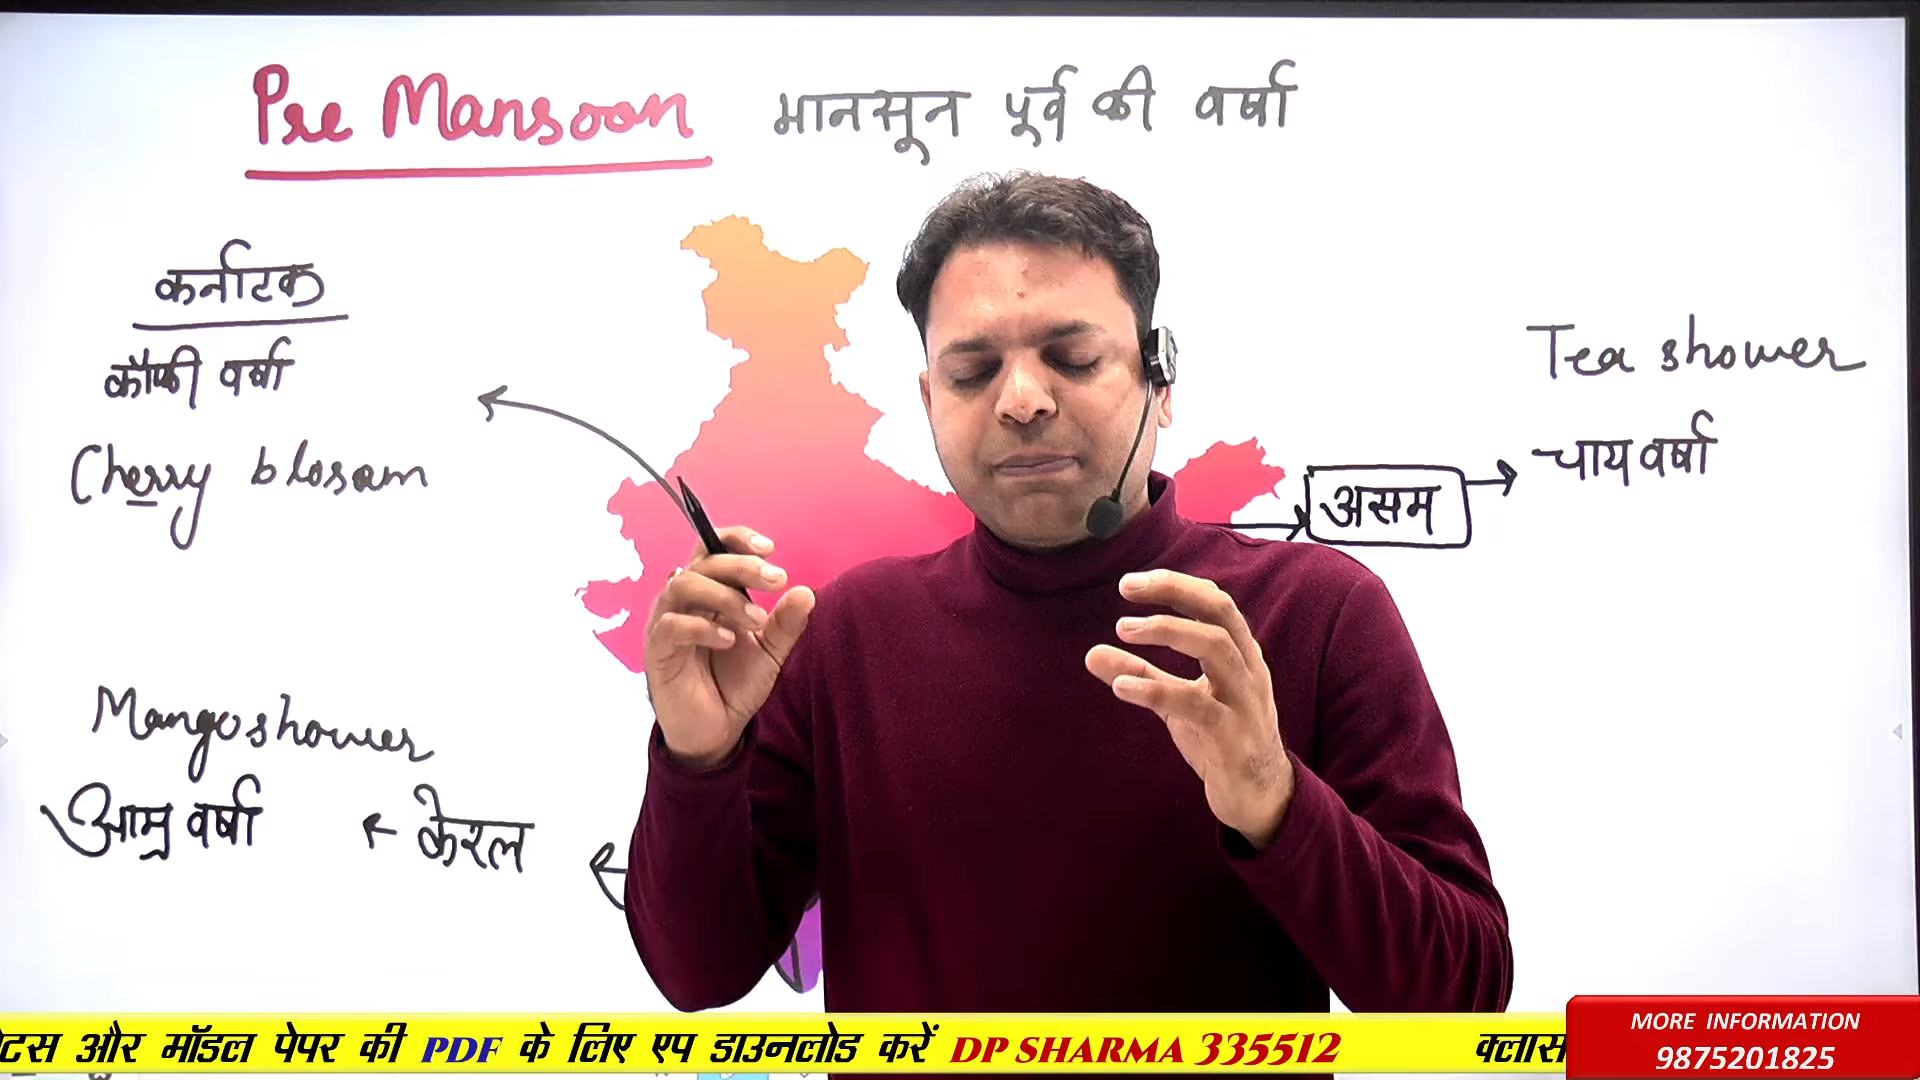 Pre Mansoon मानसून पूर्व की वर्षा
कर्नाटक
कौफी वर्षा
Cherry blosam
Mango shower
आम्र वर्षा ← केरल
Tea shower
चाय वर्षा
असम
टस और मॉडल पेपर की PDF के लिए एप डाउनलोड करें DP SHARMA 335512 क्लास
MORE INFORMATION
9875201825